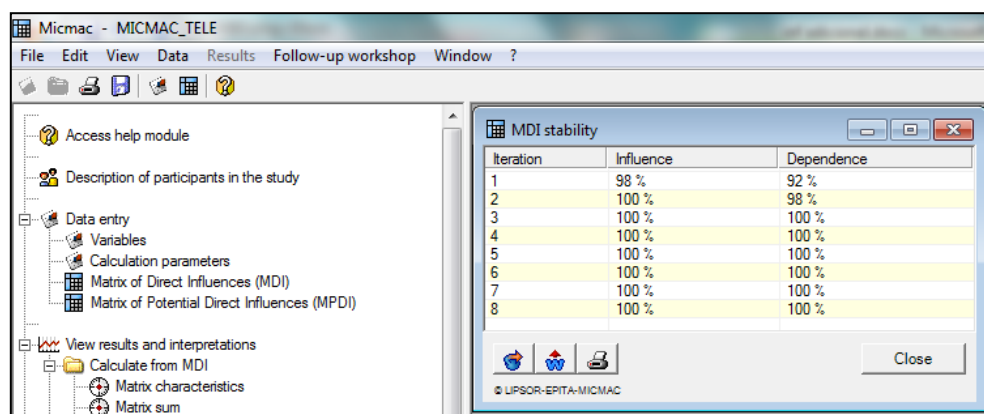 Micmac - MICMAC_TELE
File Edit View Data Results Follow-up workshop Window ?
Access help module
Description of participants in the study
Data entry
Variables
Calculation parameters
Matrix of Direct Influences (MDI)
Matrix of Potential Direct Influences (MPDI)
View results and interpretations
Calculate from MDI
Matrix characteristics
Matrix sum
MDI stability
Iteration Influence Dependence
1 98 % 92 %
2 100 % 98 %
3 100 % 100 %
4 100 % 100 %
5 100 % 100 %
6 100 % 100 %
7 100 % 100 %
8 100 % 100 %
Close
© LIPSOR-EPITA-MICMAC